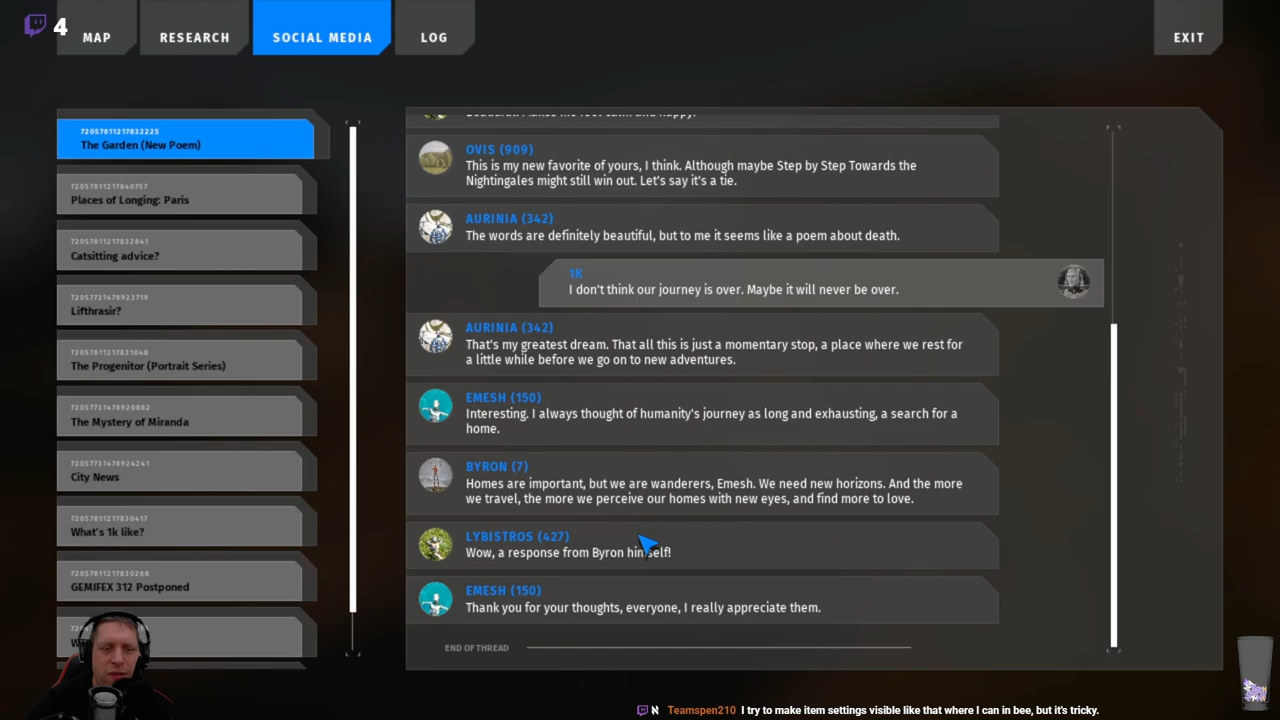 4
MAP
RESEARCH
SOCIAL MEDIA
LOG
EXIT
72057611217832225
The Garden (New Poem)
72057611217840757
Places of Longing: Paris
72057611217832641
Catsitting advice?
72057731476923719
Lifthrasir?
72057611217831048
The Progenitor (Portrait Series)
72057731476920862
The Mystery of Miranda
72057731476924241
City News
72057611217830417
What's 1k like?
72057611217830266
GEMIFEX 312 Postponed
OVIS (909)
This is my new favorite of yours, I think. Although maybe Step by Step Towards the
Nightingales might still win out. Let's say it's a tie.
AURINIA (342)
The words are definitely beautiful, but to me it seems like a poem about death.
1K
I don't think our journey is over. Maybe it will never be over.
AURINIA (342)
That's my greatest dream. That all this is just a momentary stop, a place where we rest for
a little while before we go on to new adventures.
EMESH (150)
Interesting. I always thought of humanity's journey as long and exhausting, a search for a
home.
BYRON (7)
Homes are important, but we are wanderers, Emesh. We need new horizons. And the more
we travel, the more we perceive our homes with new eyes, and find more to love.
LYBISTROS (427)
Wow, a response from Byron himself!
EMESH (150)
Thank you for your thoughts, everyone, I really appreciate them.
END OF THREAD
N Teamspen210 I try to make item settings visible like that where I can in bee, but it's tricky.